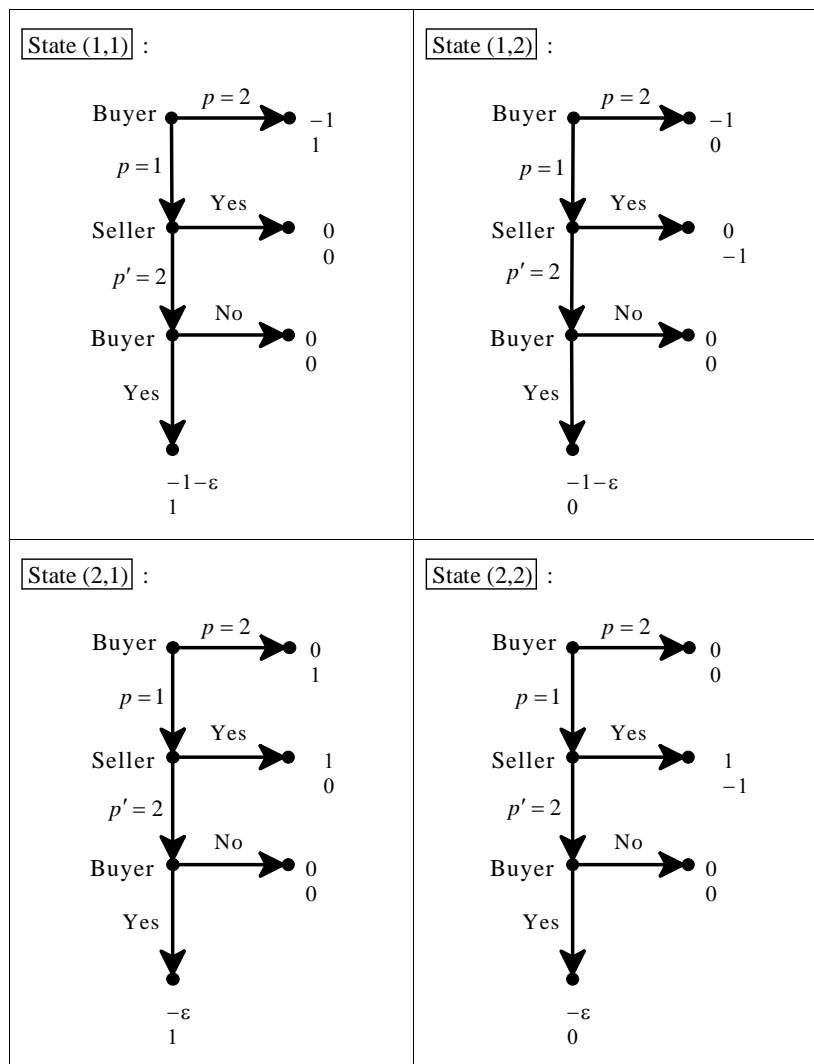 State (1,1) :
Buyer
p = 2
−1
1
p = 1
Seller
Yes
0
0
p′ = 2
Buyer
No
0
0
Yes
−1−ε
1
State (1,2) :
Buyer
p = 2
−1
0
p = 1
Seller
Yes
0
−1
p′ = 2
Buyer
No
0
0
Yes
−1−ε
0
State (2,1) :
Buyer
p = 2
0
1
p = 1
Seller
Yes
1
0
p′ = 2
Buyer
No
0
0
Yes
−ε
1
State (2,2) :
Buyer
p = 2
0
0
p = 1
Seller
Yes
1
−1
p′ = 2
Buyer
No
0
0
Yes
−ε
0